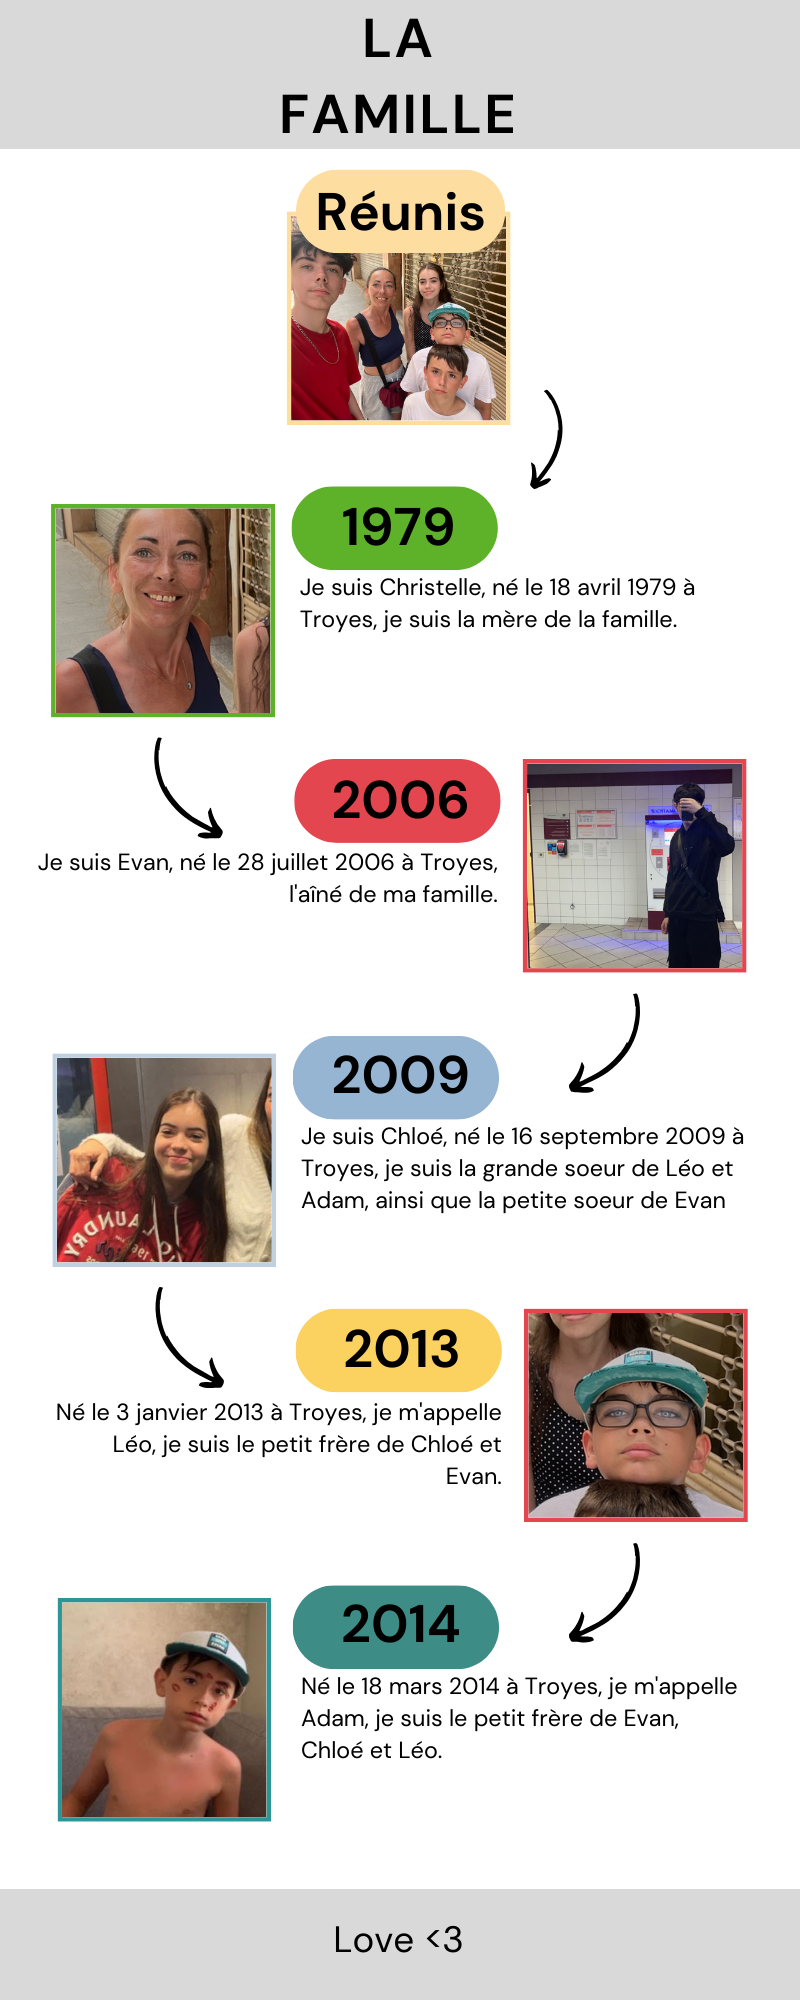 LA
FAMILLE
Réunis
1979
Je suis Christelle, né le 18 avril 1979 à
Troyes, je suis la mère de la famille.
2006
Je suis Evan, né le 28 juillet 2006 à Troyes,
l'aîné de ma famille.
2009
Je suis Chloé, né le 16 septembre 2009 à
Troyes, je suis la grande soeur de Léo et
Adam, ainsi que la petite soeur de Evan
2013
Né le 3 janvier 2013 à Troyes, je m'appelle
Léo, je suis le petit frère de Chloé et
Evan.
2014
Né le 18 mars 2014 à Troyes, je m'appelle
Adam, je suis le petit frère de Evan,
Chloé et Léo.
Love <3